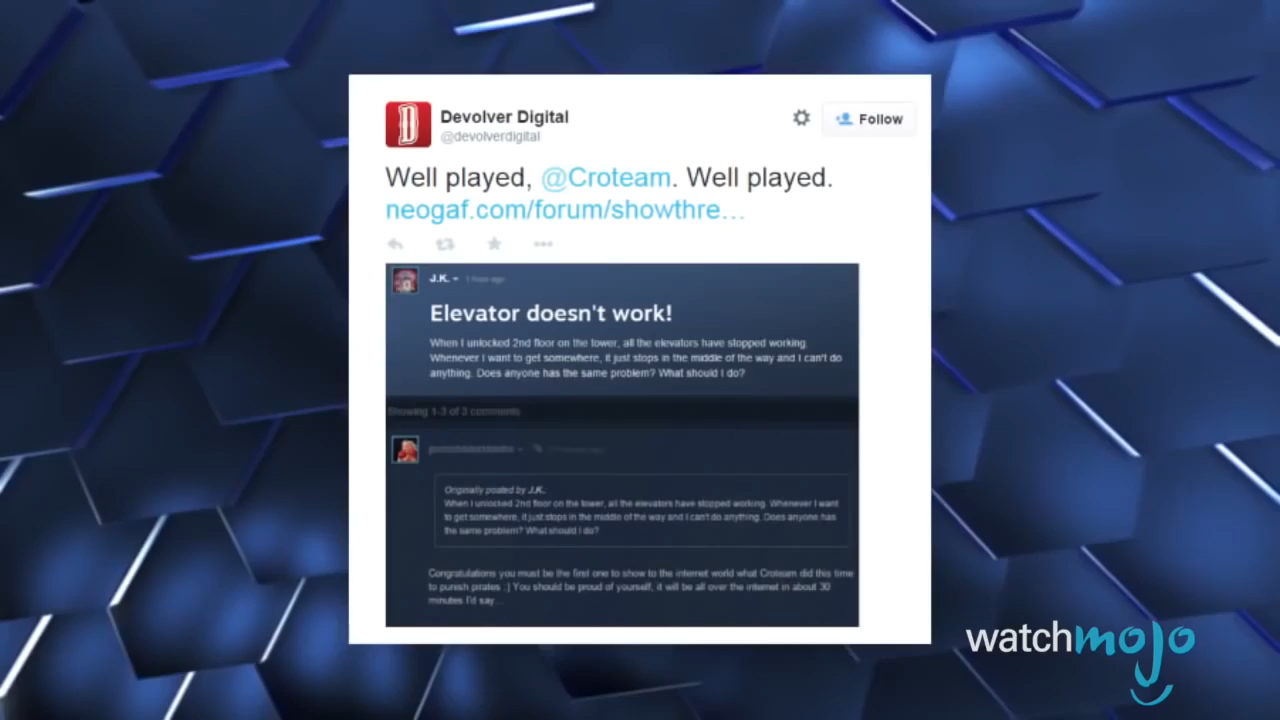 Devolver Digital
@devolverdigital
Follow
Well played, @Croteam. Well played.
neogaf.com/forum/showthre...
J.K. 1 hour ago
Elevator doesn't work!
When I unlocked 2nd floor on the tower, all the elevators have stopped working.
Whenever I want to get somewhere, it just stops in the middle of the way and I can't do
anything. Does anyone has the same problem? What should I do?
Showing 1-3 of 3 comments
Originally posted by J.K.
When I unlocked 2nd floor on the tower, all the elevators have stopped working. Whenever I want
to get somewhere, it just stops in the middle of the way and I can't do anything. Does anyone has
the same problem? What should I do?
Congratulations you must be the first one to show to the internet world what Croteam did this time
to punish pirates :) You should be proud of yourself, it will be all over the internet in about 30
minutes I'd say...
watchmojo